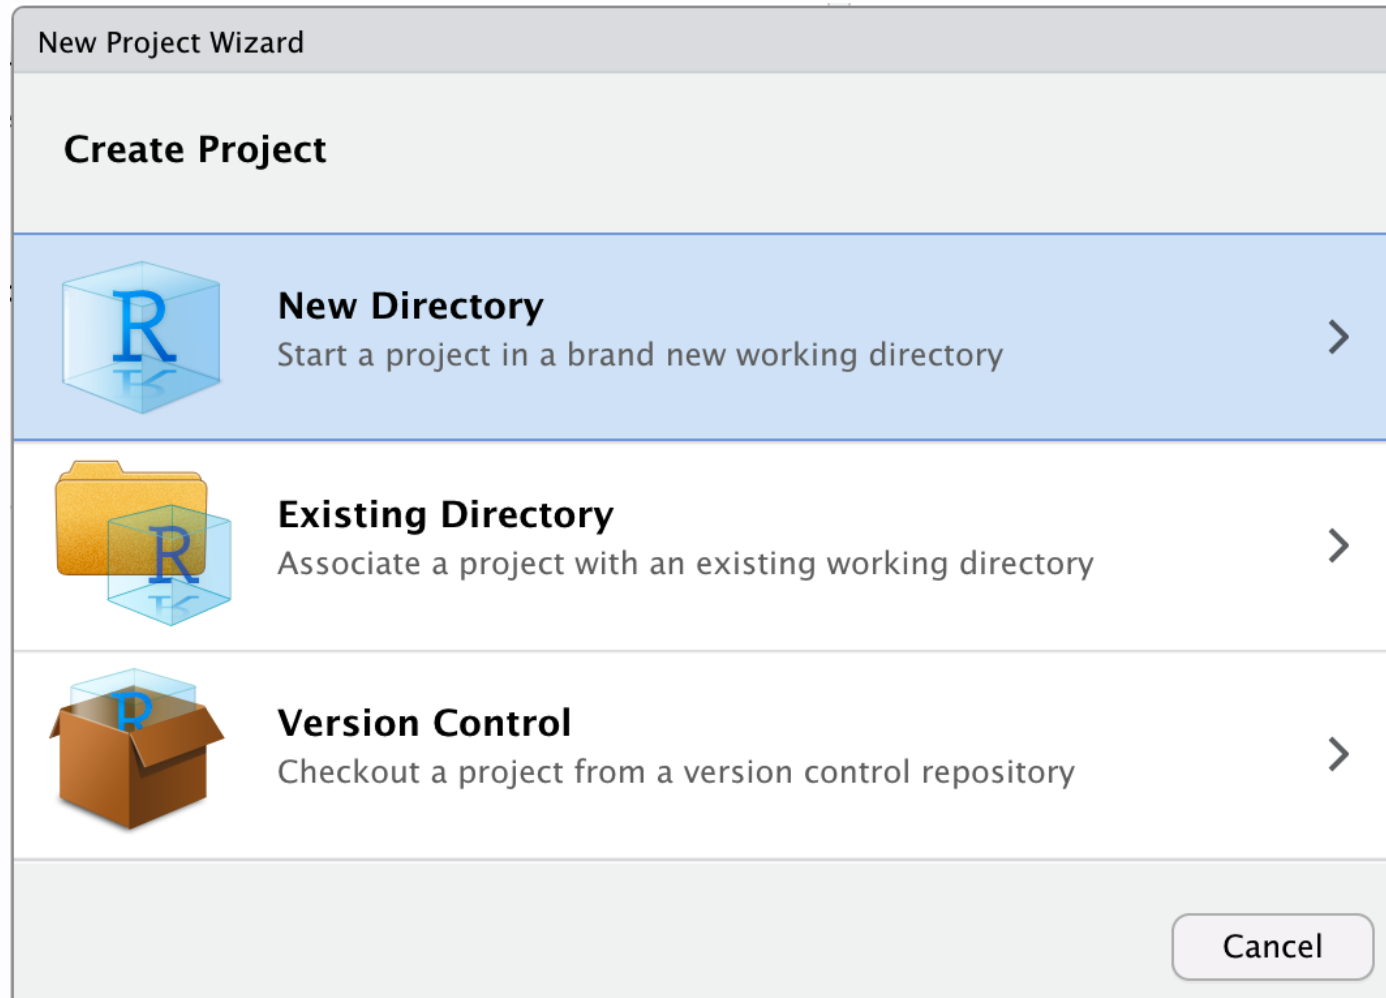 New Project Wizard
Create Project
R
New Directory
Start a project in a brand new working directory
R
Existing Directory
Associate a project with an existing working directory
R
Version Control
Checkout a project from a version control repository
Cancel